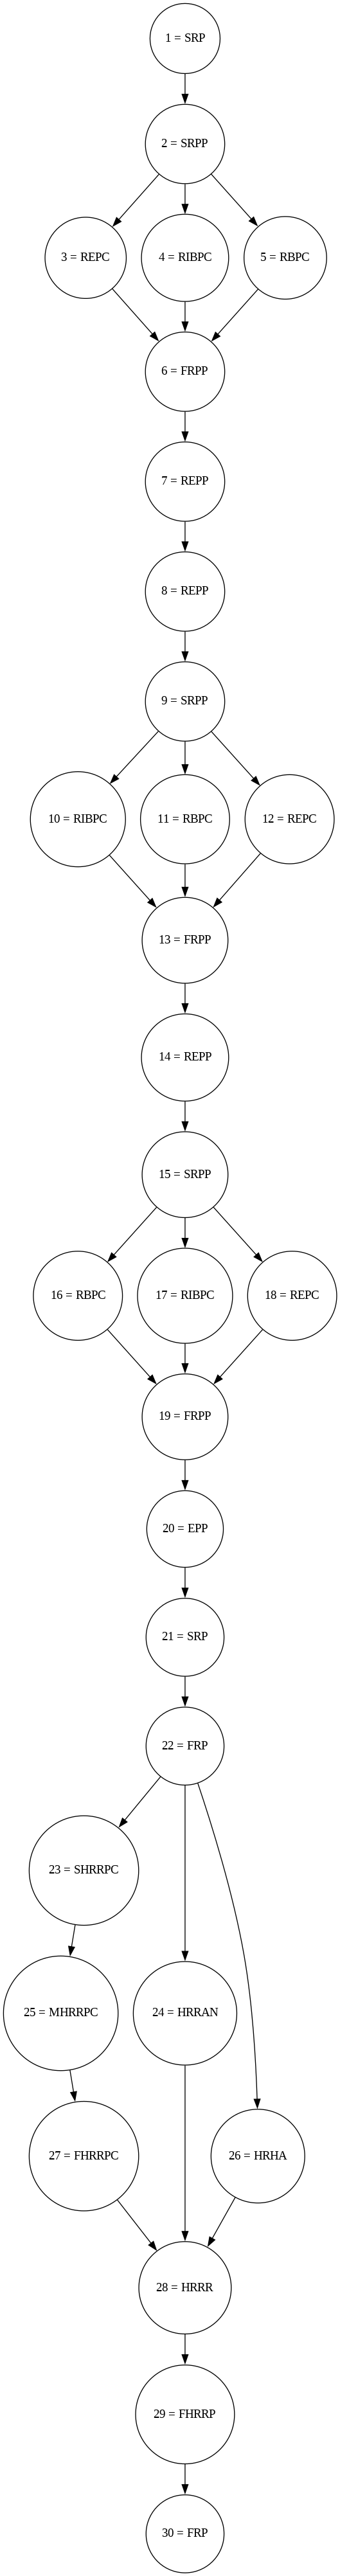 1 = SRP
2 = SRPP
3 = REPC
4 = RIBPC
5 = RBPC
6 = FRPP
7 = REPP
8 = REPP
9 = SRPP
10 = RIBPC
11 = RBPC
12 = REPC
13 = FRPP
14 = REPP
15 = SRPP
16 = RBPC
17 = RIBPC
18 = REPC
19 = FRPP
20 = EPP
21 = SRP
22 = FRP
23 = SHRRPC
25 = MHRRPC
24 = HRRAN
27 = FHRRPC
26 = HRHA
28 = HRRR
29 = FHRRP
30 = FRP